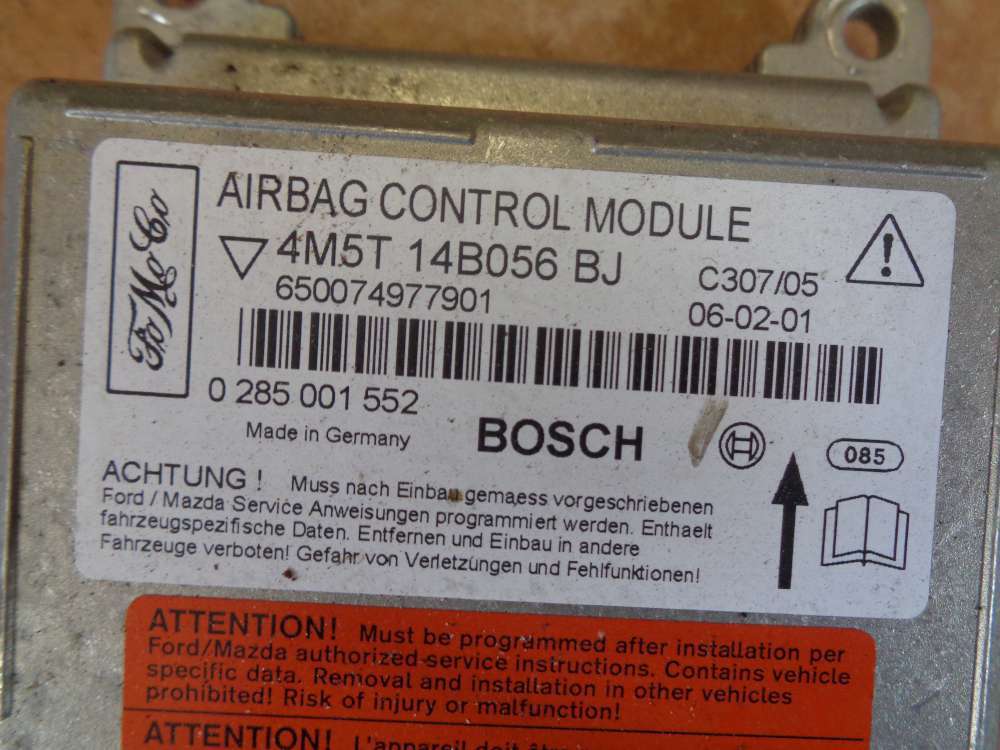 FoMoCo
AIRBAG CONTROL MODULE
4M5T 14B056 BJ
650074977901
C307/05
06-02-01
0 285 001 552
Made in Germany
BOSCH
085
ACHTUNG ! Muss nach Einbau gemaess vorgeschriebenen
Ford / Mazda Service Anweisungen programmiert werden. Enthaelt
fahrzeugspezifische Daten. Entfernen und Einbau in andere
Fahrzeuge verboten! Gefahr von Verletzungen und Fehlfunktionen!
ATTENTION! Must be programmed after installation per
Ford/Mazda authorized service instructions. Contains vehicle
specific data. Removal and installation in other vehicles
prohibited! Risk of injury or malfunction!
ATTENTION! L'appareil doit être